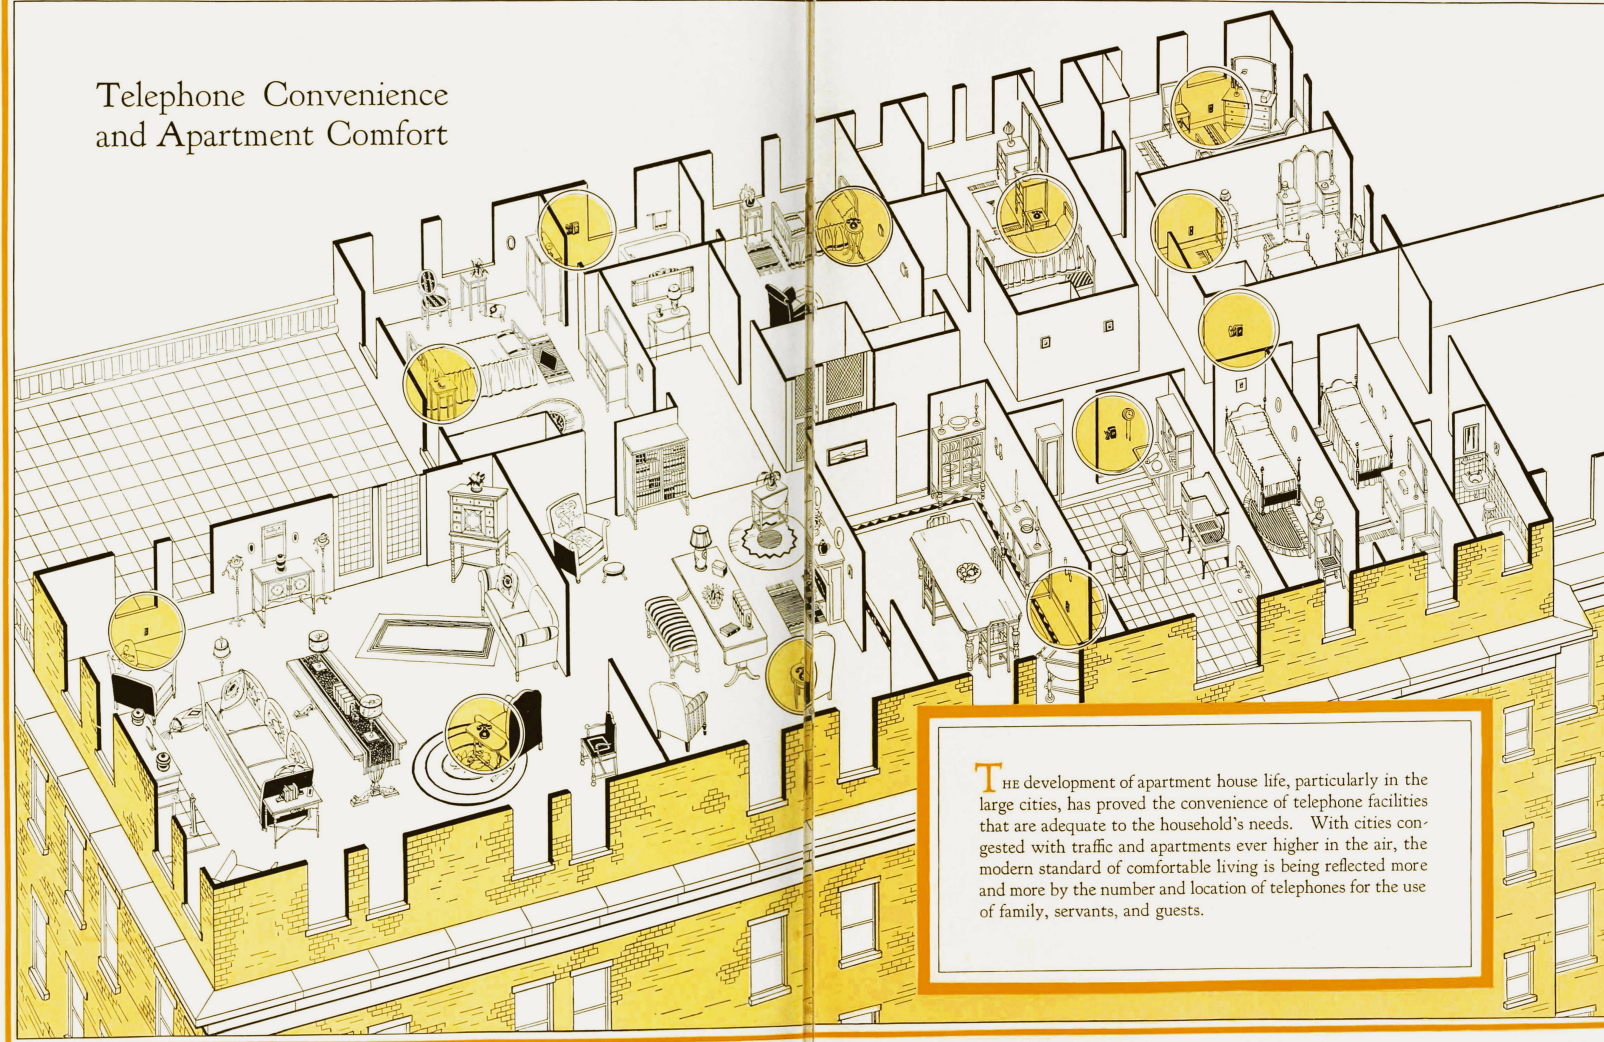 Telephone Convenience
and Apartment Comfort
THE development of apartment house life, particularly in the
large cities, has proved the convenience of telephone facilities
that are adequate to the household's needs. With cities con-
gested with traffic and apartments ever higher in the air, the
modern standard of comfortable living is being reflected more
and more by the number and location of telephones for the use
of family, servants, and guests.